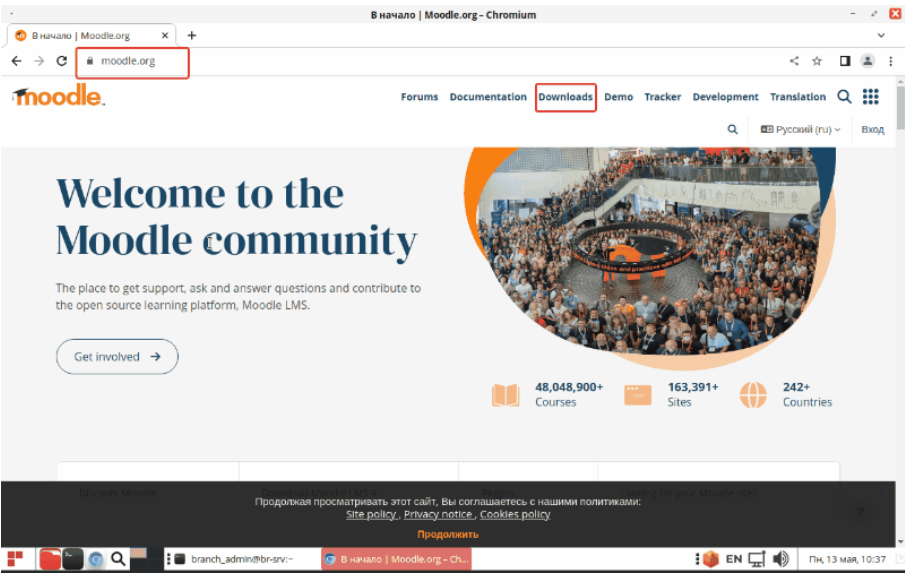 В начало | Moodle.org – Chromium
В начало | Moodle.org
moodle.org
moodle
Forums Documentation Downloads Demo Tracker Development Translation
Русский (ru)
Вход
Welcome to the
Moodle community
The place to get support, ask and answer questions and contribute to
the open source learning platform, Moodle LMS.
Get involved →
48,048,900+
Courses
163,391+
Sites
242+
Countries
Discover Moodle
Looking for your Moodle site?
Продолжая просматривать этот сайт, Вы соглашаетесь с нашими политиками:
Site policy, Privacy notice, Cookies policy
Продолжить
branch_admin@br-srv:~
В начало | Moodle.org – Ch...
EN
Пн, 13 мая, 10:37